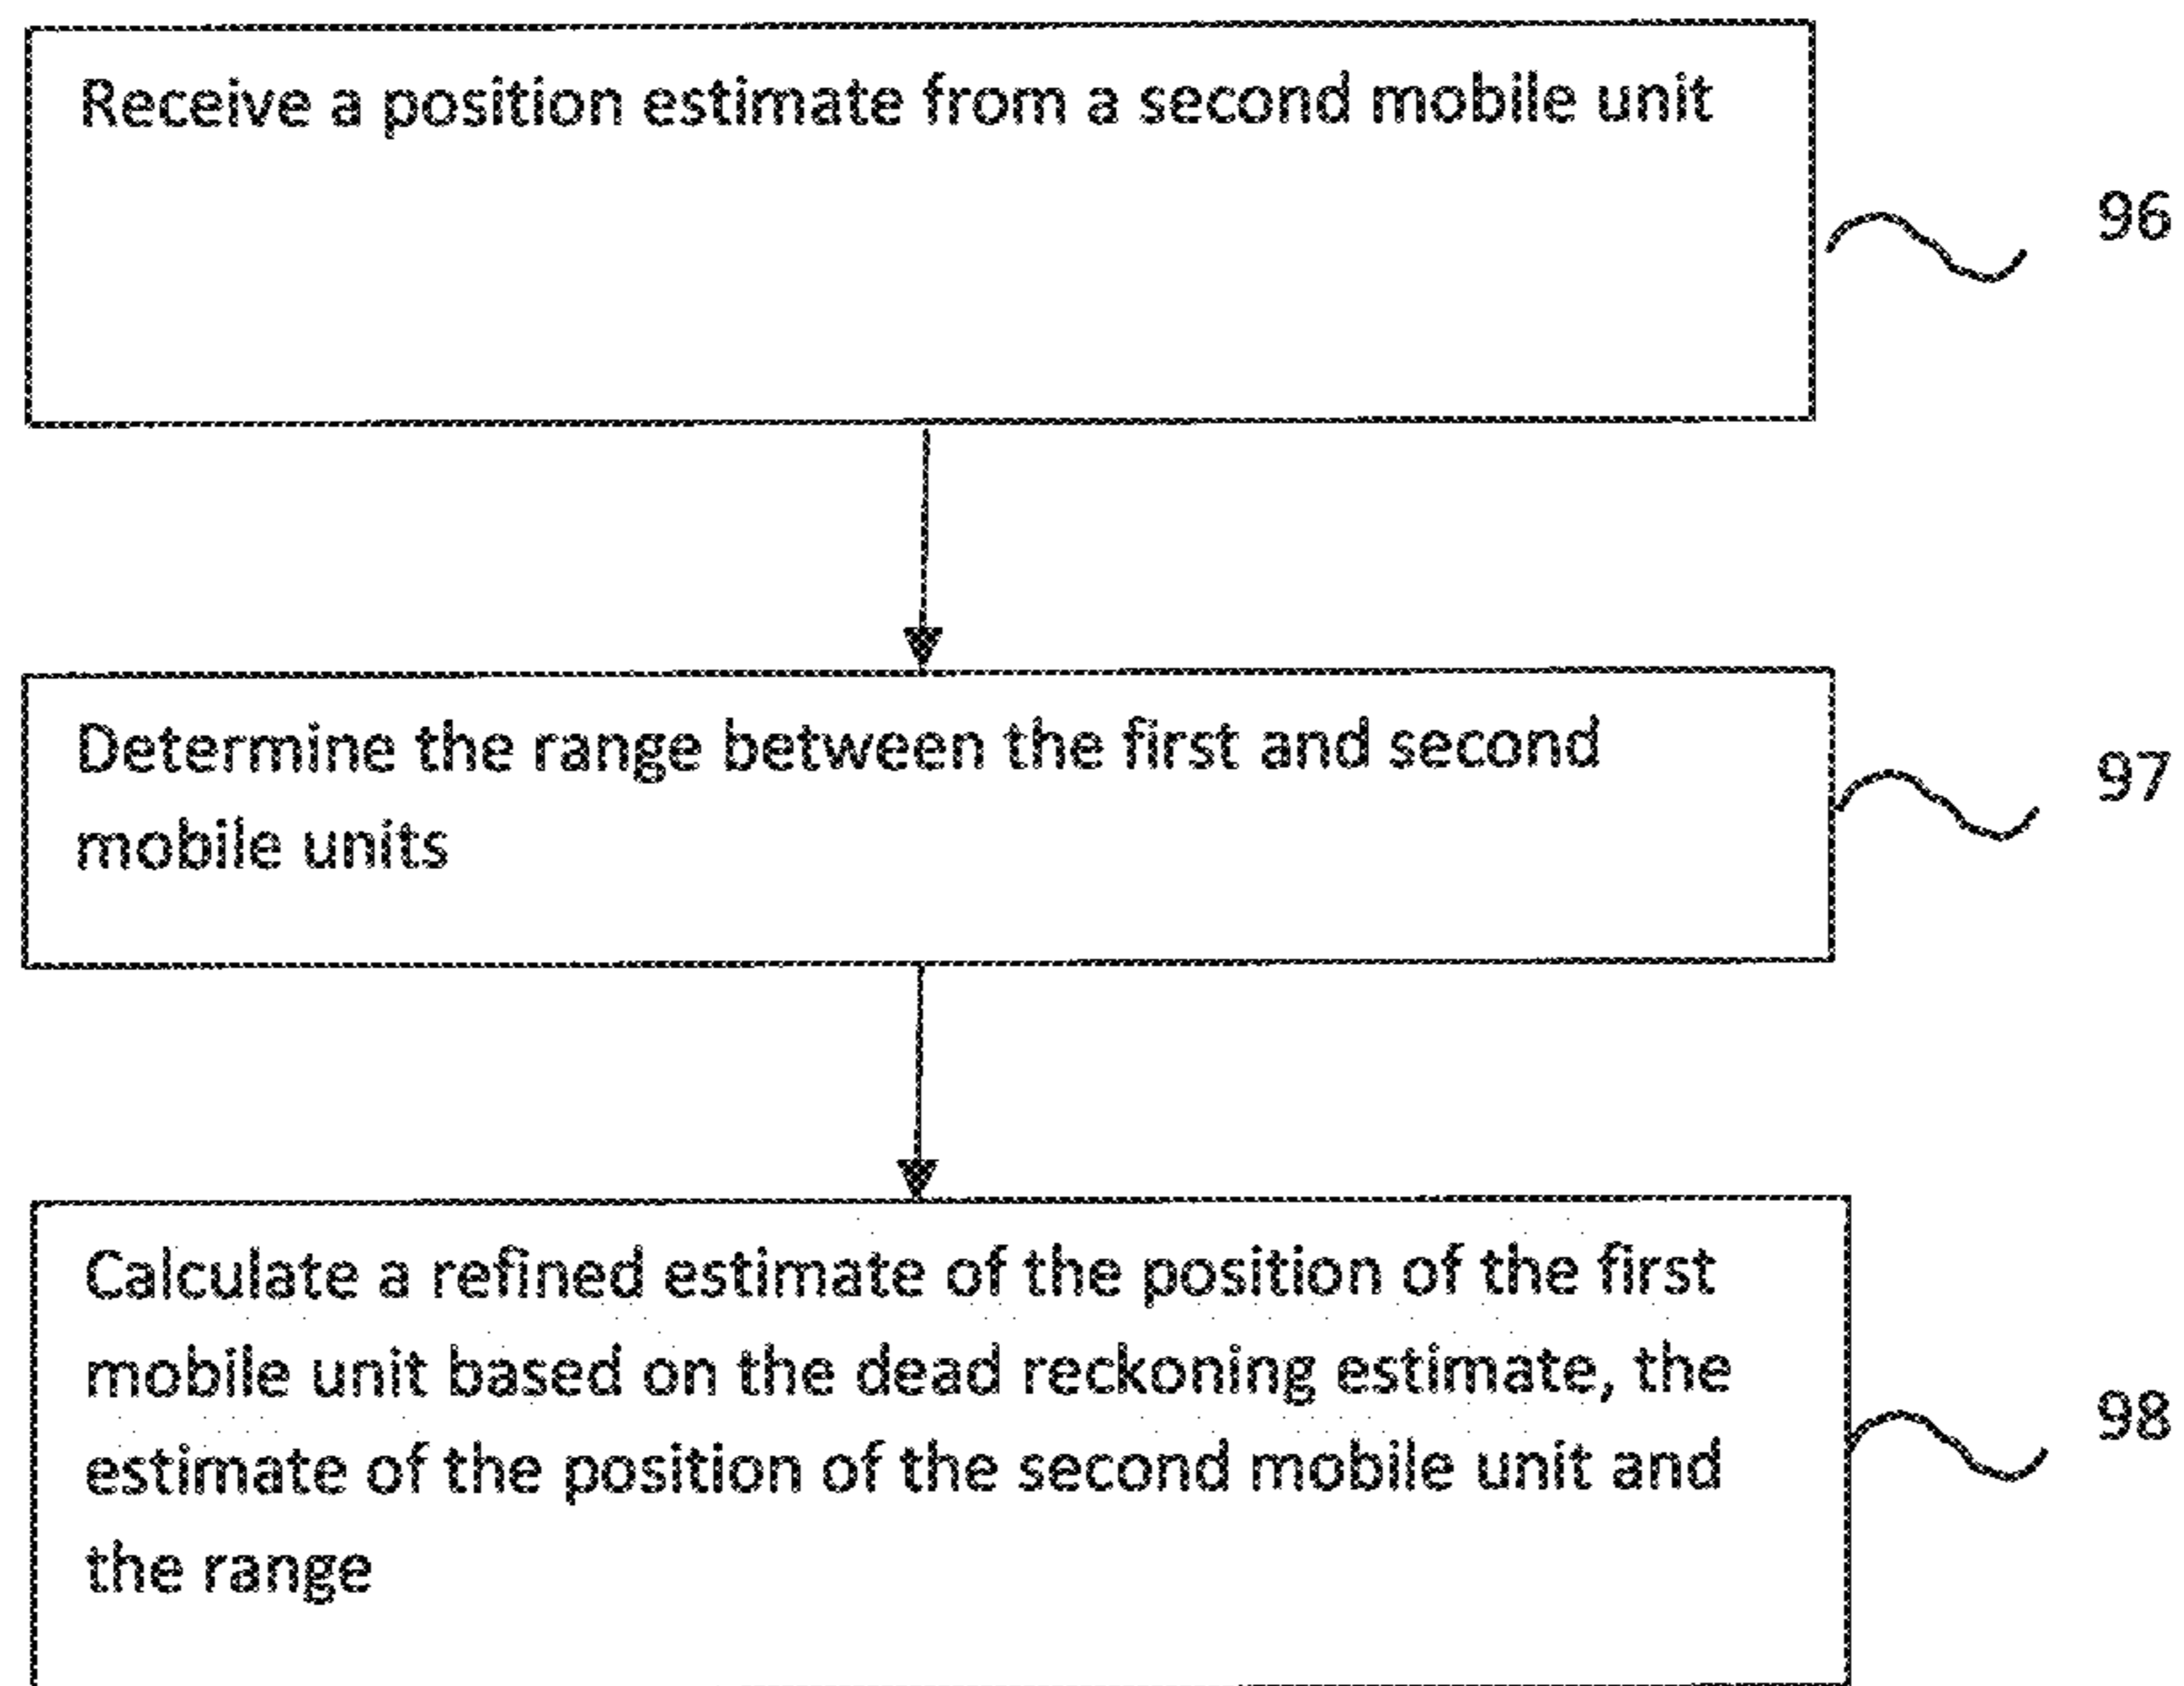 Receive a position estimate from a second mobile unit
96
Determine the range between the first and second
mobile units
97
Calculate a refined estimate of the position of the first
mobile unit based on the dead reckoning estimate, the
estimate of the position of the second mobile unit and
the range
98